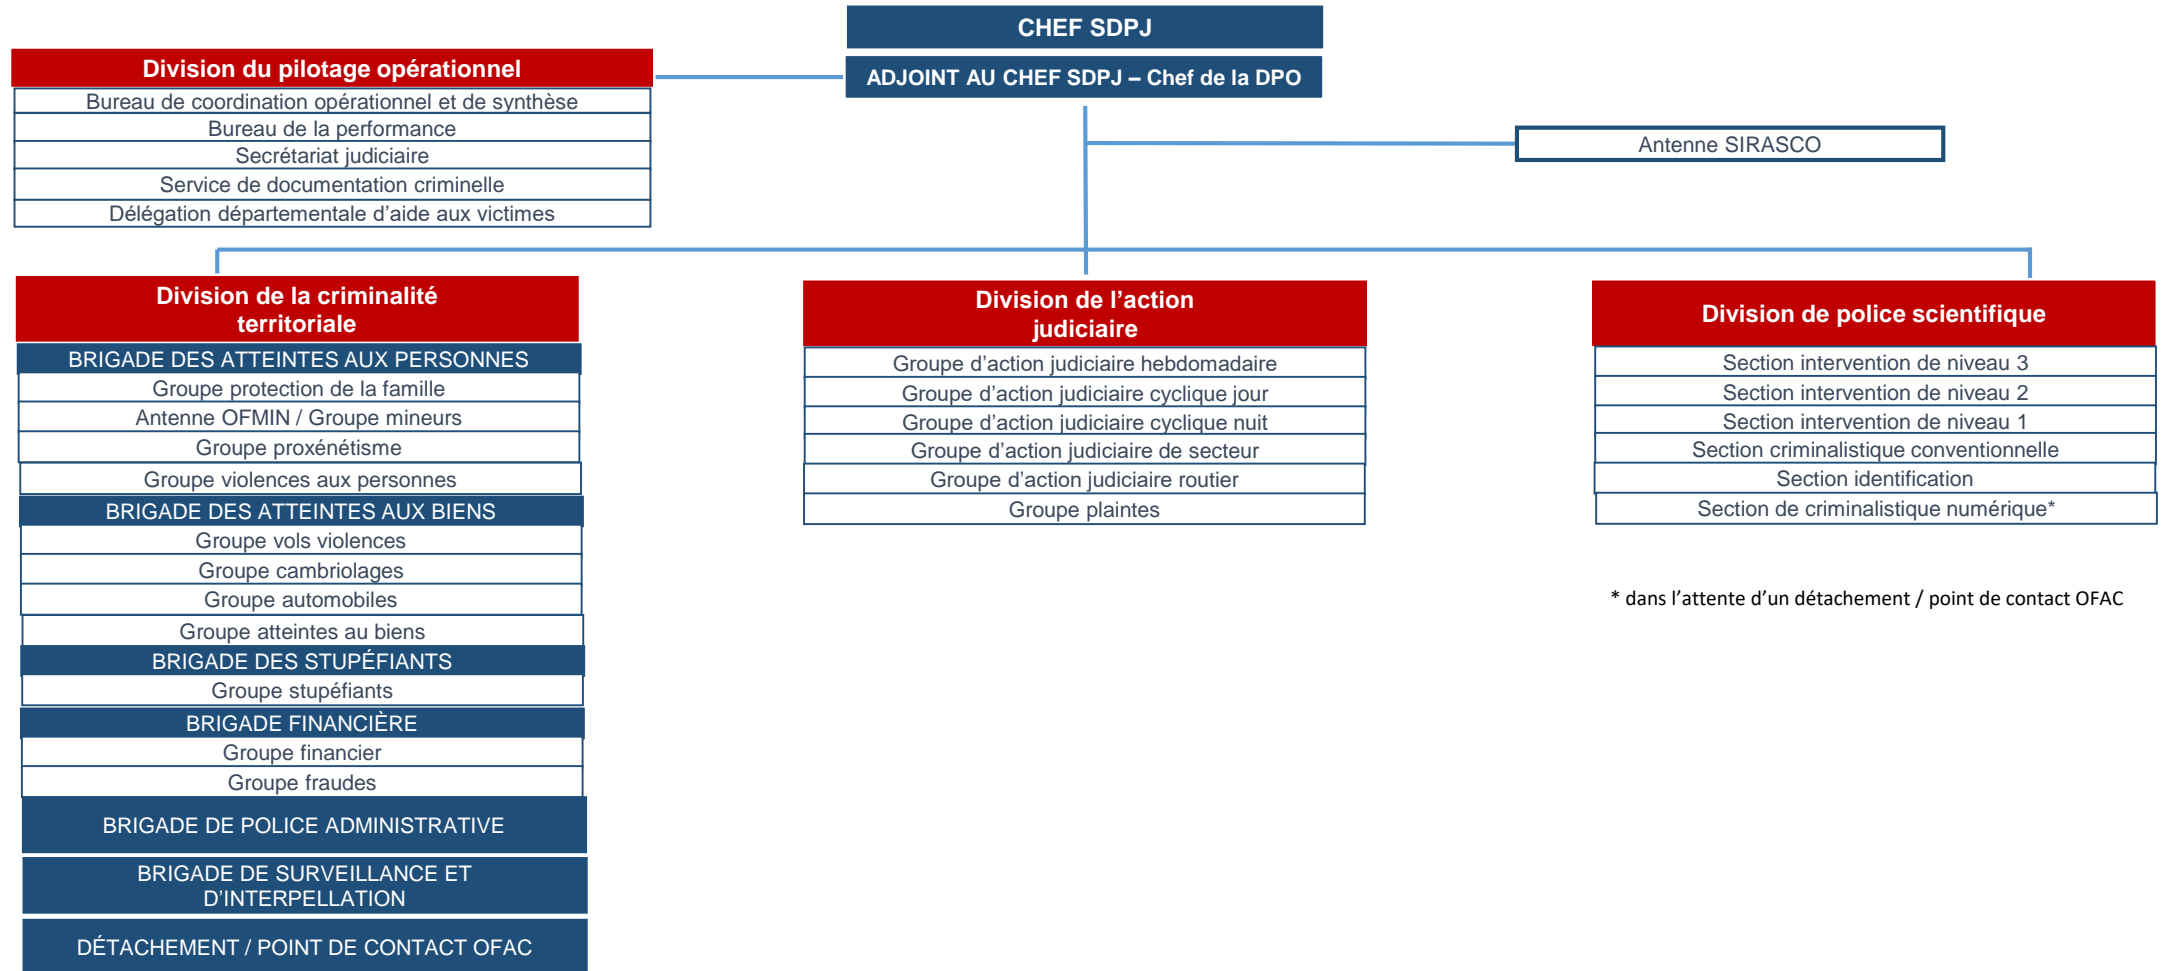 CHEF SDPJ
ADJOINT AU CHEF SDPJ – Chef de la DPO
Division du pilotage opérationnel
Bureau de coordination opérationnel et de synthèse
Bureau de la performance
Secrétariat judiciaire
Service de documentation criminelle
Délégation départementale d'aide aux victimes
Antenne SIRASCO
Division de la criminalité
territoriale
BRIGADE DES ATTEINTES AUX PERSONNES
Groupe protection de la famille
Antenne OFMIN / Groupe mineurs
Groupe proxénétisme
Groupe violences aux personnes
BRIGADE DES ATTEINTES AUX BIENS
Groupe vols violences
Groupe cambriolages
Groupe automobiles
Groupe atteintes au biens
BRIGADE DES STUPÉFIANTS
Groupe stupéfiants
BRIGADE FINANCIÈRE
Groupe financier
Groupe fraudes
BRIGADE DE POLICE ADMINISTRATIVE
BRIGADE DE SURVEILLANCE ET
D'INTERPELLATION
DÉTACHEMENT / POINT DE CONTACT OFAC
Division de l'action
judiciaire
Groupe d'action judiciaire hebdomadaire
Groupe d'action judiciaire cyclique jour
Groupe d'action judiciaire cyclique nuit
Groupe d'action judiciaire de secteur
Groupe d'action judiciaire routier
Groupe plaintes
Division de police scientifique
Section intervention de niveau 3
Section intervention de niveau 2
Section intervention de niveau 1
Section criminalistique conventionnelle
Section identification
Section de criminalistique numérique*
* dans l'attente d'un détachement / point de contact OFAC